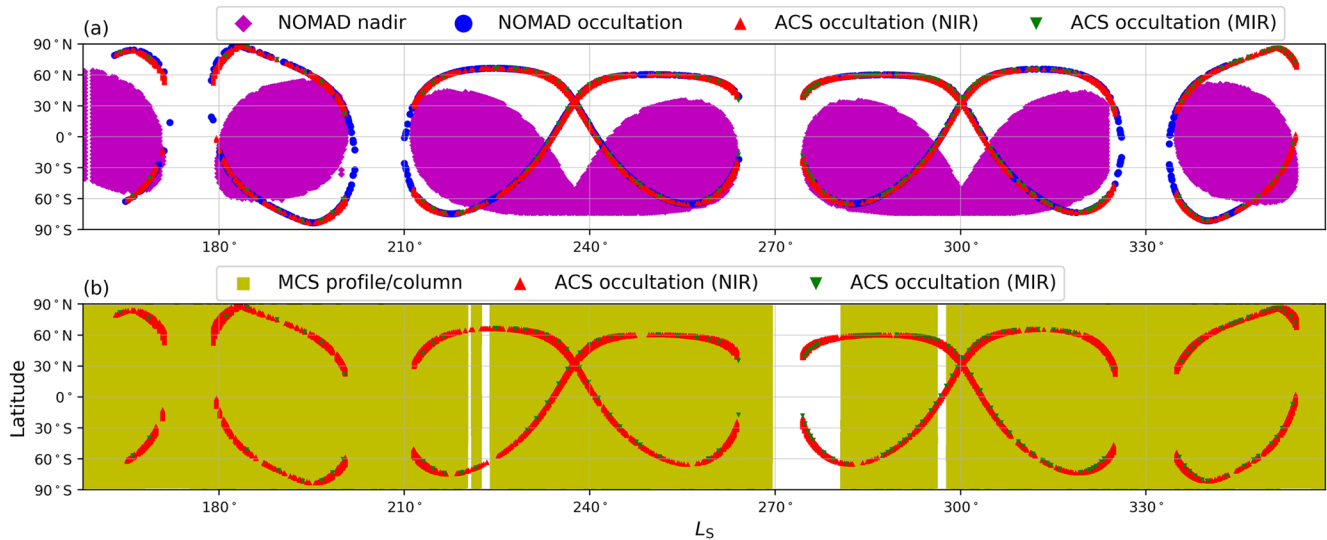 (a) NOMAD nadir NOMAD occultation ACS occultation (NIR) ACS occultation (MIR)
90°N
60°N
30°N
0°
30°S
60°S
90°S
180° 210° 240° 270° 300° 330°
(b) MCS profile/column ACS occultation (NIR) ACS occultation (MIR)
90°N
60°N
30°N
0°
30°S
60°S
90°S
Latitude
180° 210° 240° 270° 300° 330°
LS